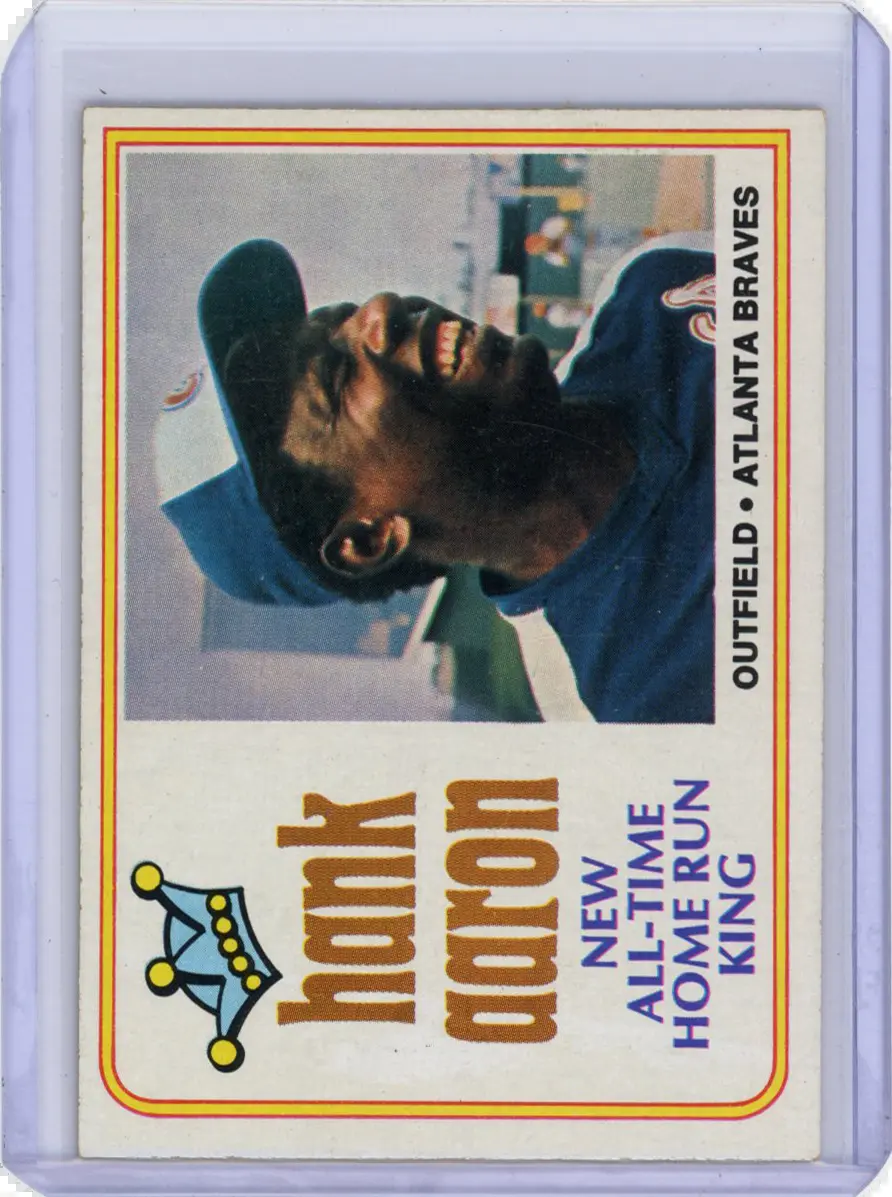 hank
aaron
NEW
ALL-TIME
HOME RUN
KING
OUTFIELD • ATLANTA BRAVES